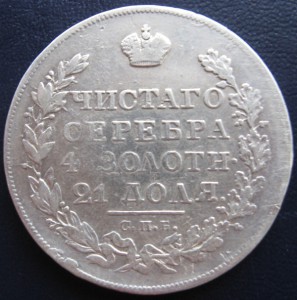 ЧИСТАГО
СЕРЕБРА
4 ЗОЛОТН
21 ДОЛЯ
С.П.Б.